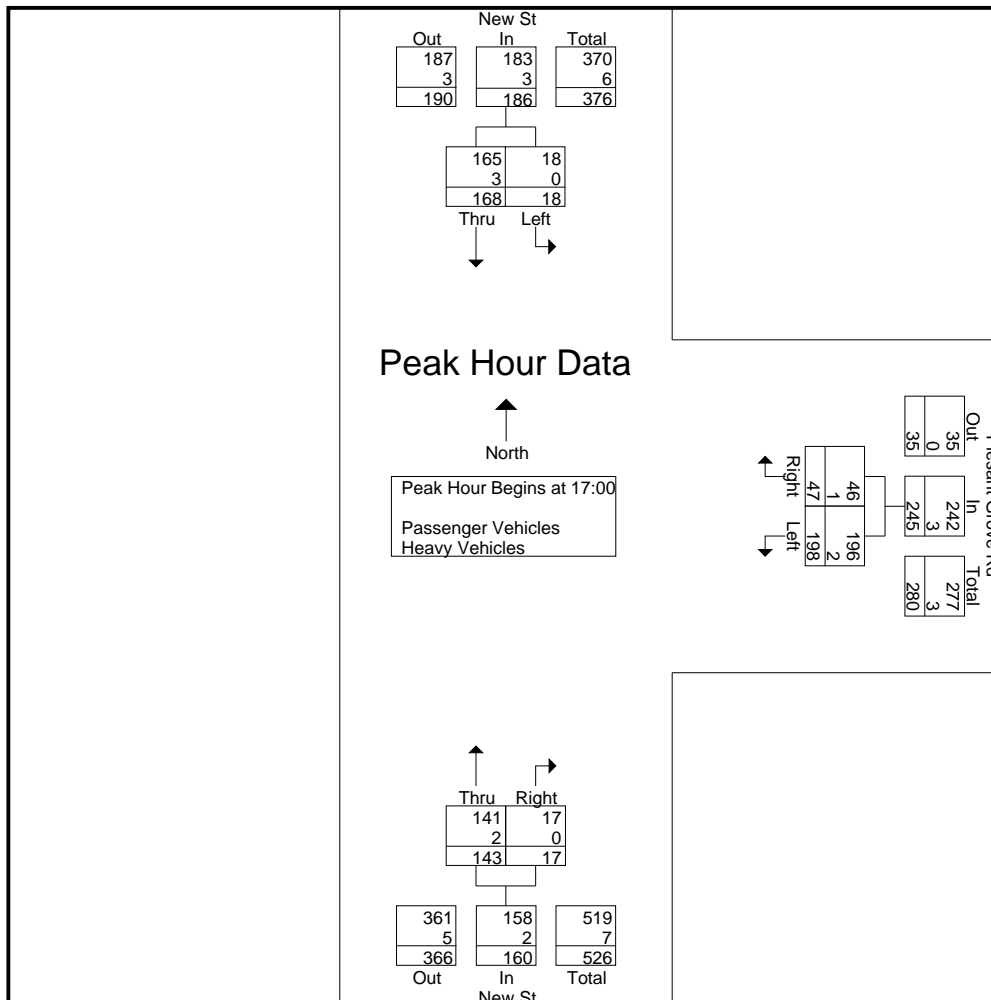 New St
Out In Total
187 183 370
3 3 6
190 186 376
165 18
3 0
168 18
Thru Left
Peak Hour Data
North
Peak Hour Begins at 17:00
Passenger Vehicles
Heavy Vehicles
Out In Total
35 242 277
0 3 3
35 245 280
46 196
1 2
47 198
Right Left
Thru Right
141 17
2 0
143 17
361 158 519
5 2 7
366 160 526
Out In Total
New St